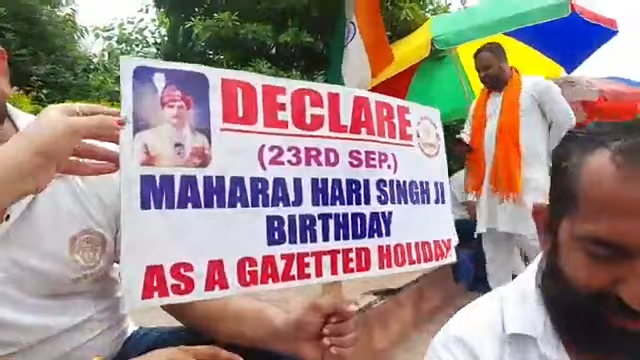 DECLARE
(23RD SEP.)
MAHARAJ HARI SINGH JI
BIRTHDAY
AS A GAZETTED HOLIDAY